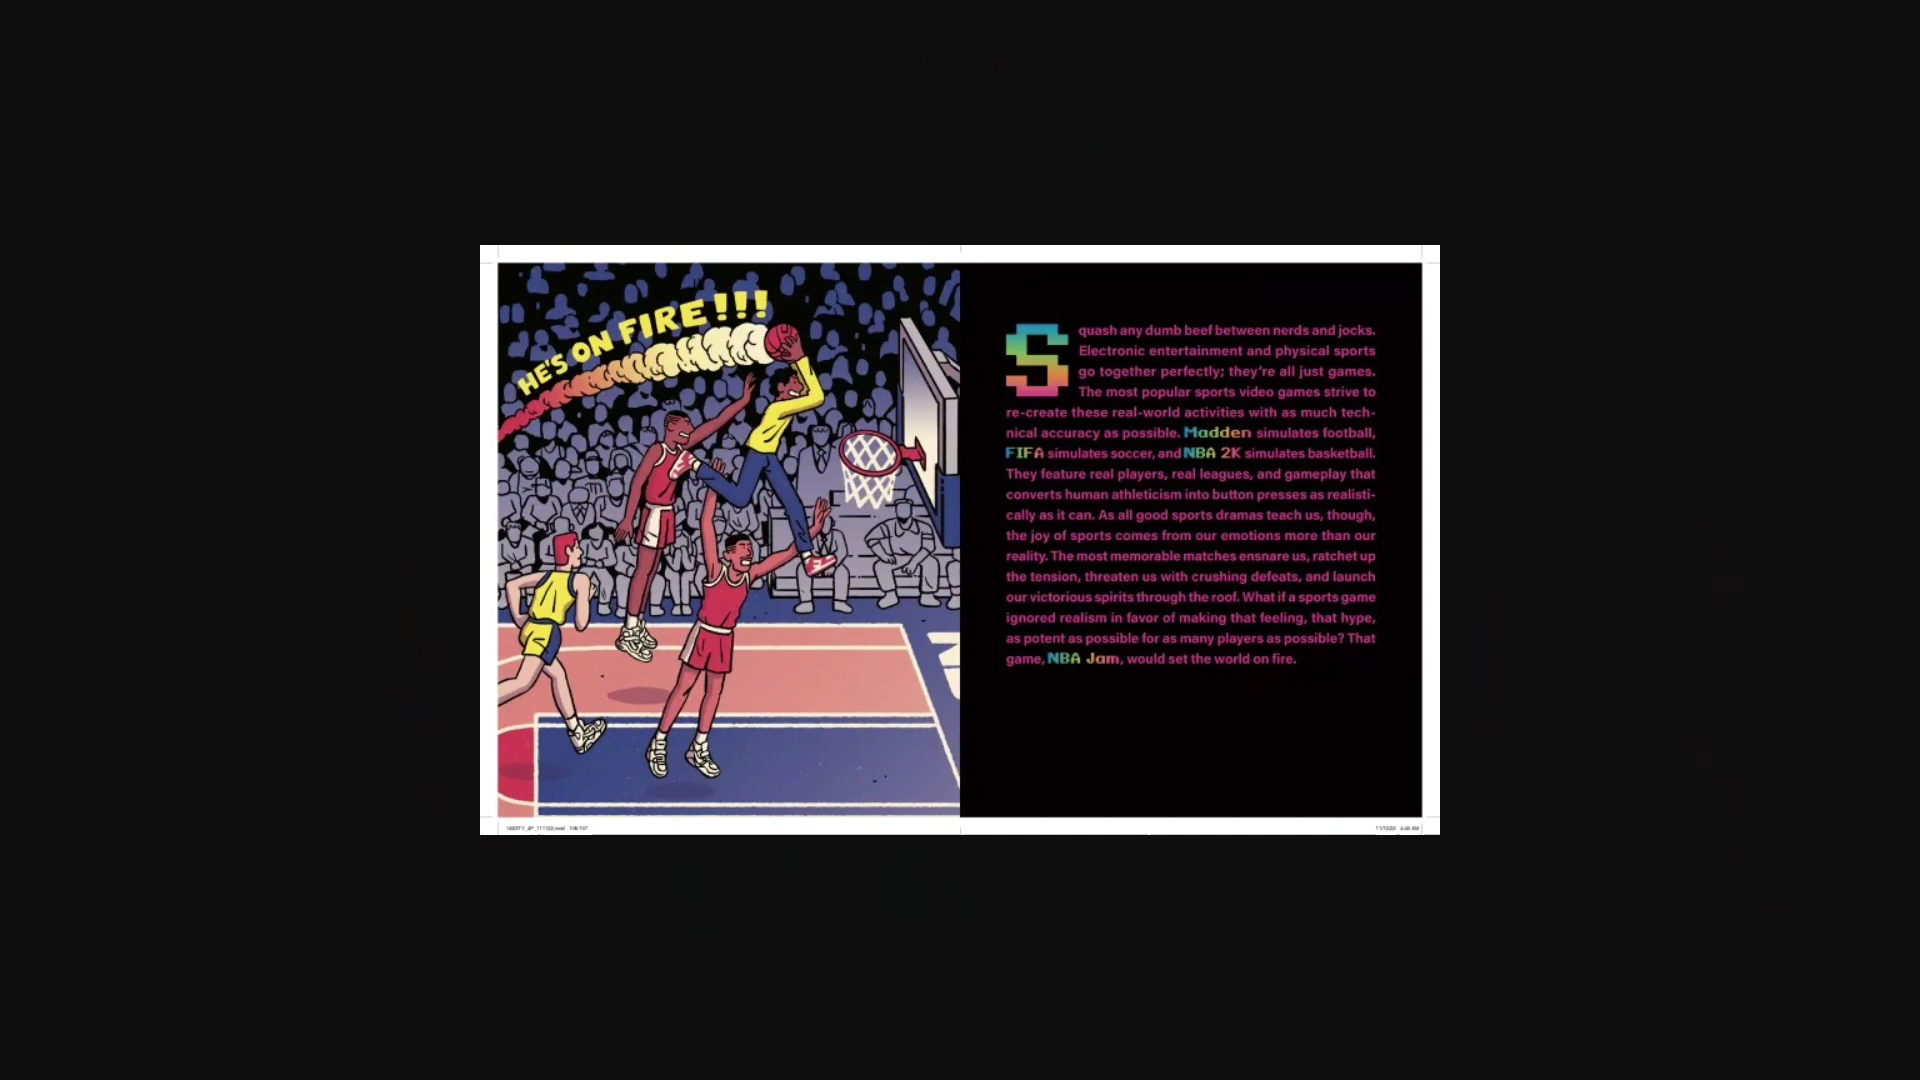 HE'S ON FIRE!!!
Squash any dumb beef between nerds and jocks.
Electronic entertainment and physical sports
go together perfectly; they're all just games.
The most popular sports video games strive to
re-create these real-world activities with as much tech-
nical accuracy as possible. Madden simulates football,
FIFA simulates soccer, and NBA 2K simulates basketball.
They feature real players, real leagues, and gameplay that
converts human athleticism into button presses as realisti-
cally as it can. As all good sports dramas teach us, though,
the joy of sports comes from our emotions more than our
reality. The most memorable matches ensnare us, ratchet up
the tension, threaten us with crushing defeats, and launch
our victorious spirits through the roof. What if a sports game
ignored realism in favor of making that feeling, that hype,
as potent as possible for as many players as possible? That
game, NBA Jam, would set the world on fire.